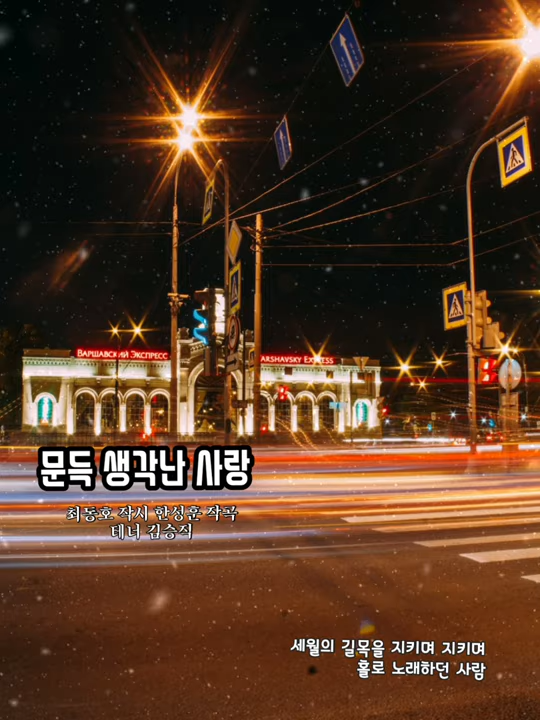 Варшавский Экспресс
arshavsky Express
문득 생각난 사랑
최동호 작시 한성훈 작곡
테너 김승직
세월의 길목을 지키며 지키며
홀로 노래하던 사람